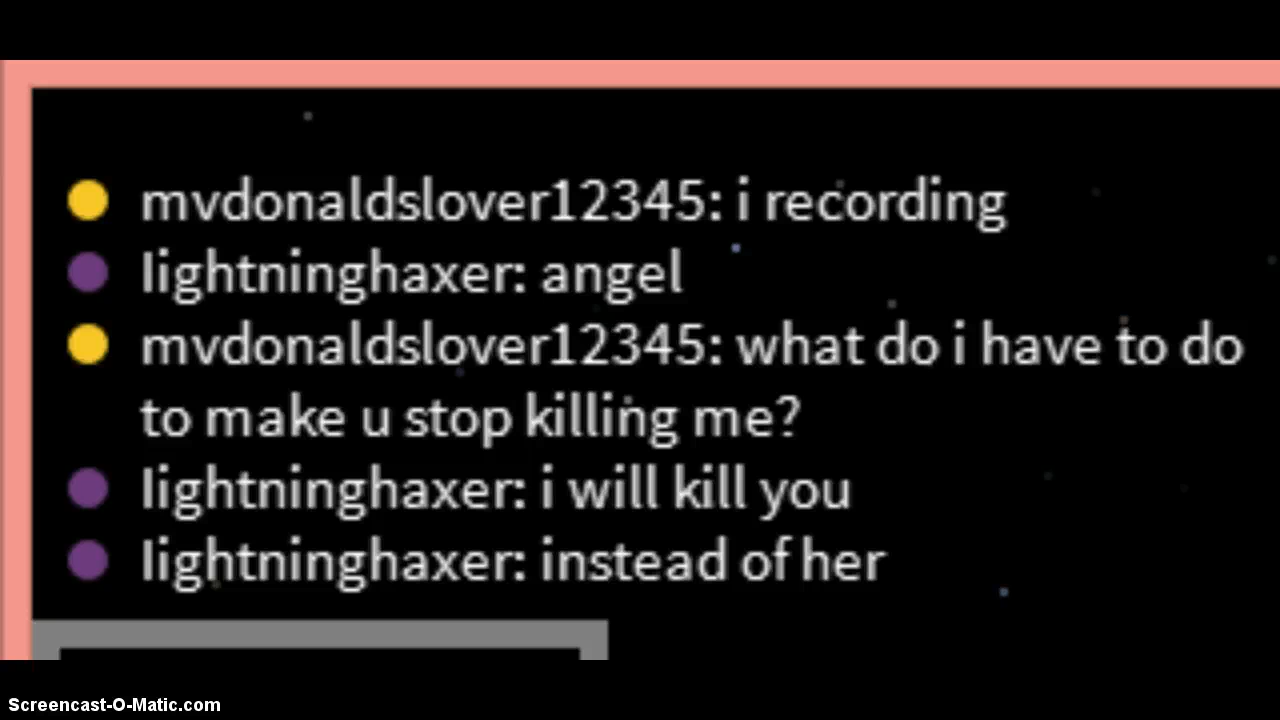 mvdonaldslover12345: i recording
lightninghaxer: angel
mvdonaldslover12345: what do i have to do
to make u stop killing me?
lightninghaxer: i will kill you
lightninghaxer: instead of her
Screencast-O-Matic.com